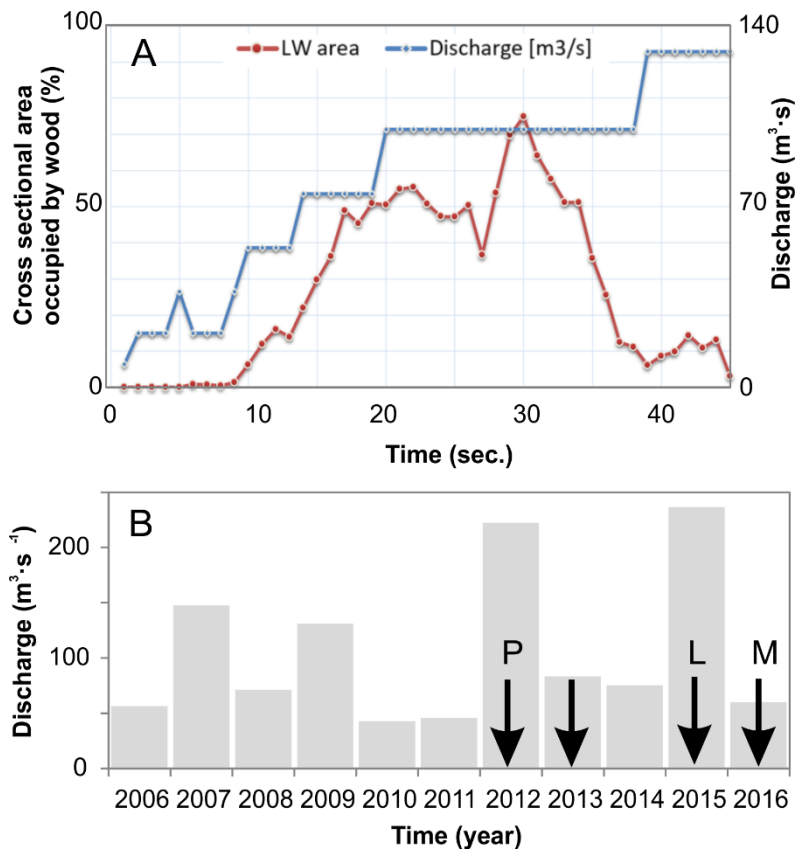 100
140
A
LW area
Discharge [m3/s]
Cross sectional area
occupied by wood (%)
50
70
Discharge (m³·s)
0
0
0 10 20 30 40
Time (sec.)
B
Discharge (m³·s⁻¹)
200
100
0
P
L
M
2006 2007 2008 2009 2010 2011 2012 2013 2014 2015 2016
Time (year)